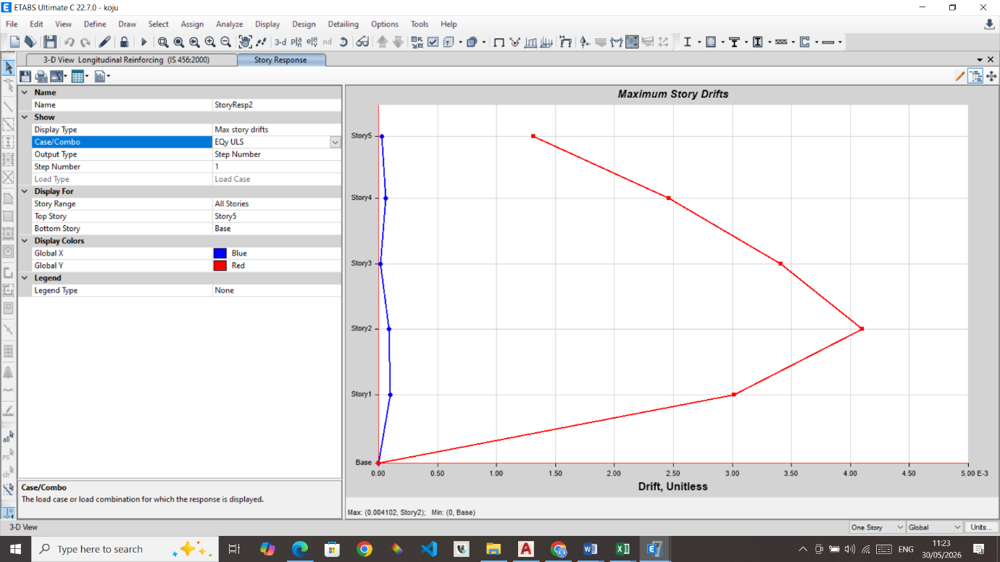 ETABS Ultimate C 22.7.0 - koju
File Edit View Define Draw Select Assign Analyze Display Design Detailing Options Tools Help
3-d
nd
3-D View Longitudinal Reinforcing (IS 456:2000)
Story Response
Name
Name StoryResp2
Show
Display Type Max story drifts
Case/Combo EQy ULS
Output Type Step Number
Step Number 1
Load Type Load Case
Display For
Story Range All Stories
Top Story Story5
Bottom Story Base
Display Colors
Global X Blue
Global Y Red
Legend
Legend Type None
all
PS
clr
Case/Combo
The load case or load combination for which the response is displayed.
Maximum Story Drifts
Story5
Story4
Story3
Story2
Story1
Base
0.00 0.50 1.00 1.50 2.00 2.50 3.00 3.50 4.00 4.50 5.00 E-3
Drift, Unitless
Max: (0.004102, Story2); Min: (0, Base)
3-D View
One Story Global Units...
Type here to search
ENG
11:23
30/05/2026